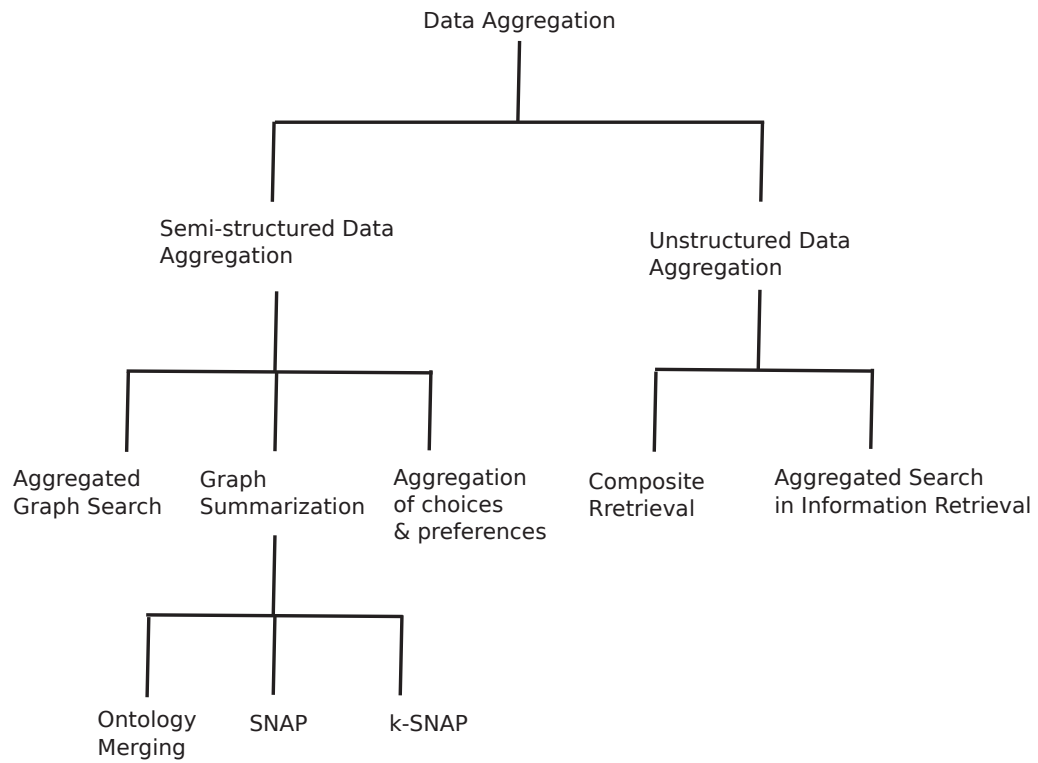 Data Aggregation
Semi-structured Data
Aggregation
Unstructured Data
Aggregation
Aggregated
Graph Search
Graph
Summarization
Aggregation
of choices
& preferences
Composite
Rretrieval
Aggregated Search
in Information Retrieval
Ontology
Merging
SNAP
k-SNAP